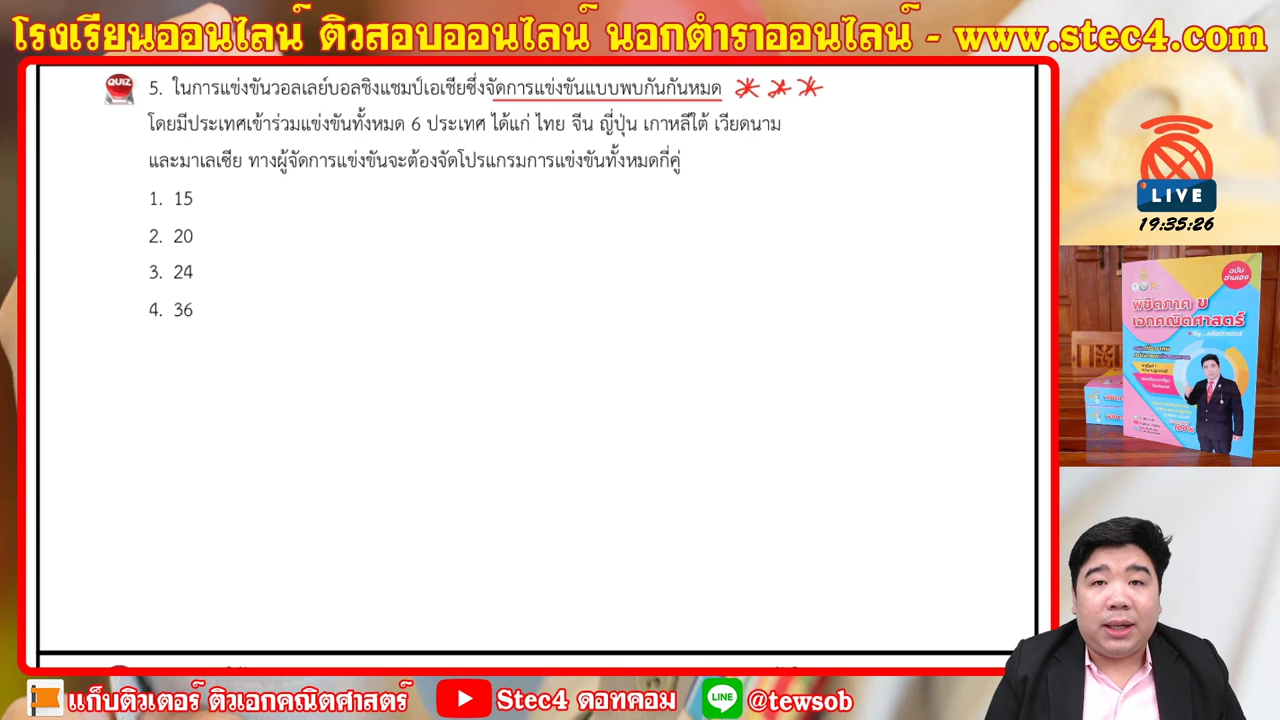 โรงเรียนออนไลน์ ติวสอบออนไลน์ นอกตำราออนไลน์ - www.stec4.com
QUIZ
5. ในการแข่งขันวอลเลย์บอลชิงแชมป์เอเชียซึ่งจัดการแข่งขันแบบพบกันกันหมด
โดยมีประเทศเข้าร่วมแข่งขันทั้งหมด 6 ประเทศ ได้แก่ ไทย จีน ญี่ปุ่น เกาหลีใต้ เวียดนาม
และมาเลเซีย ทางผู้จัดการแข่งขันจะต้องจัดโปรแกรมการแข่งขันทั้งหมดกี่คู่
1. 15
2. 20
3. 24
4. 36
LIVE
19:35:26
ฉบับ
อ่านเอง
พิชิตภาค ข
เอกคณิตศาสตร์
แก็บติวเตอร์ ติวเอกคณิตศาสตร์
Stec4 ดอทคอม
LINE
@tewsob